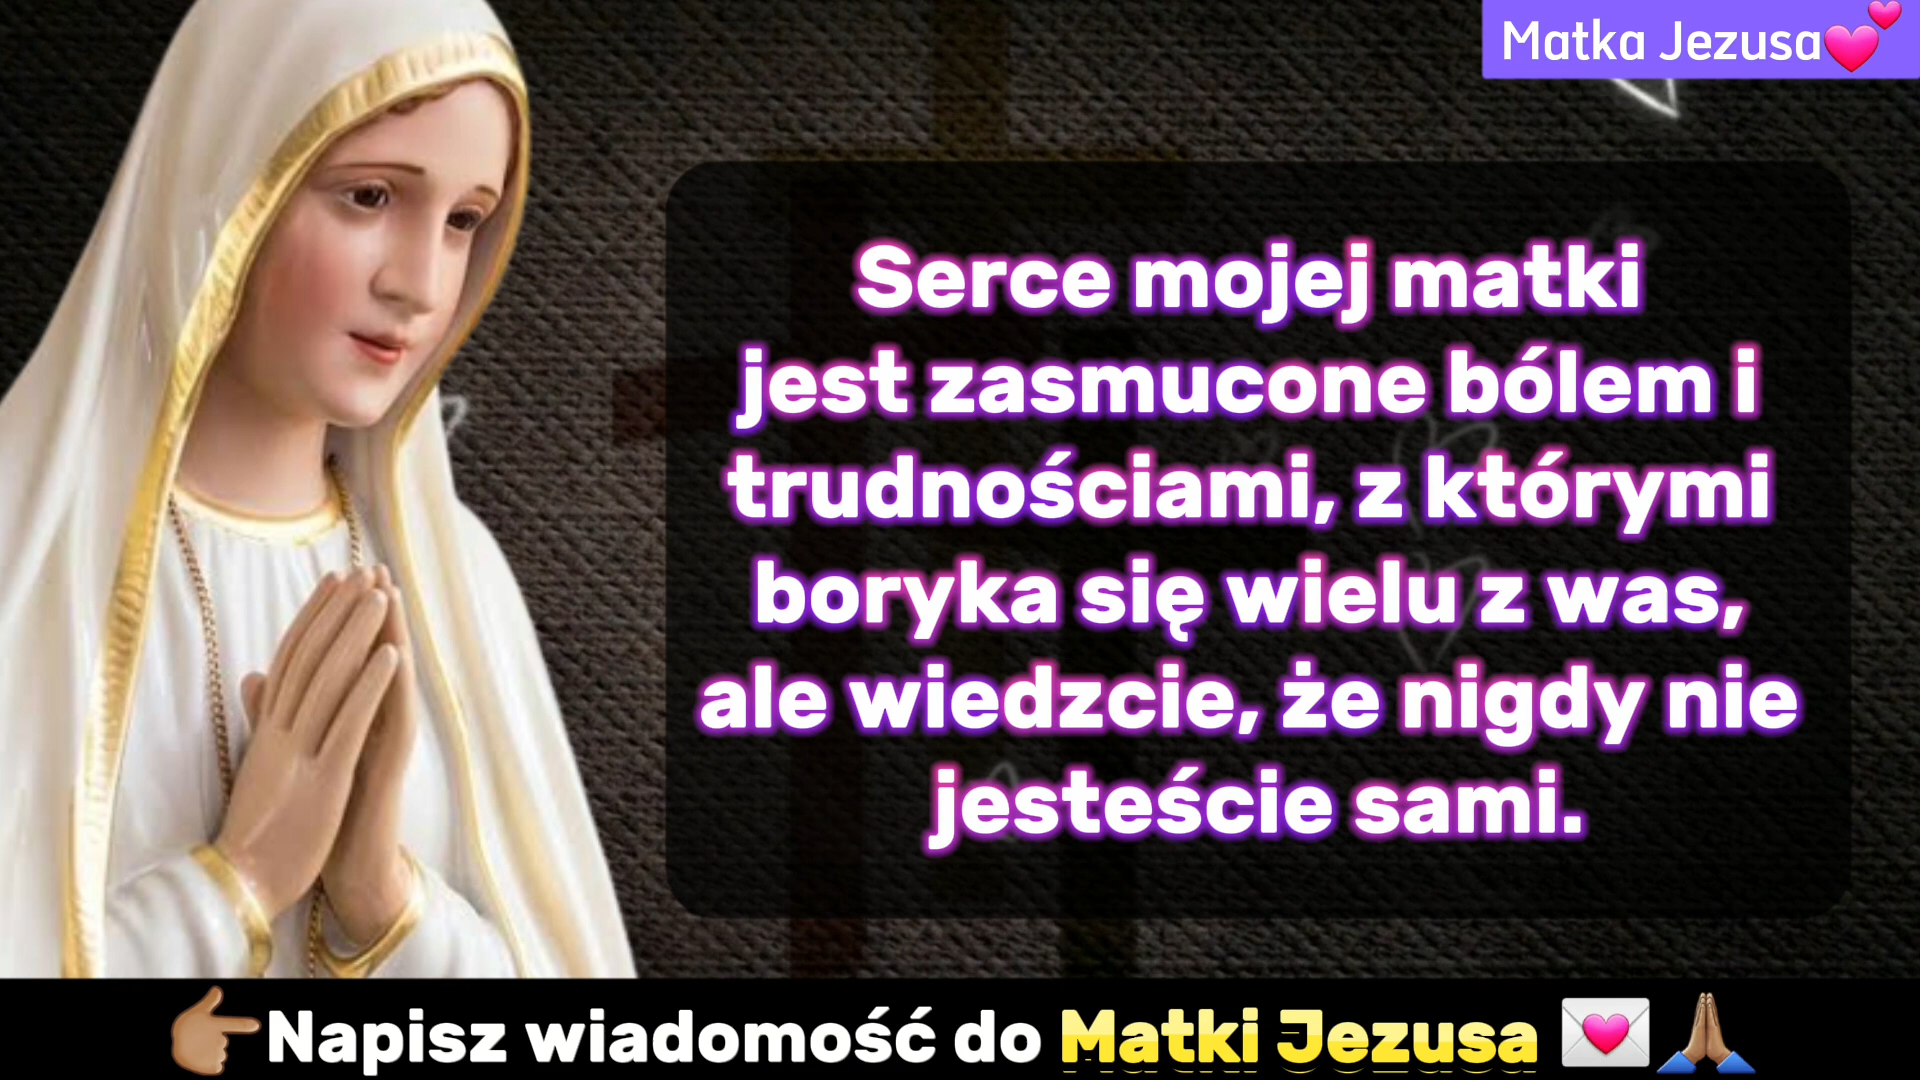 Matka Jezusa💕
Serce mojej matki
jest zasmucone bólem i
trudnościami, z którymi
boryka się wielu z was,
ale wiedzcie, że nigdy nie
jesteście sami.
👉🏽Napisz wiadomość do Matki Jezusa 💌🙏🏽